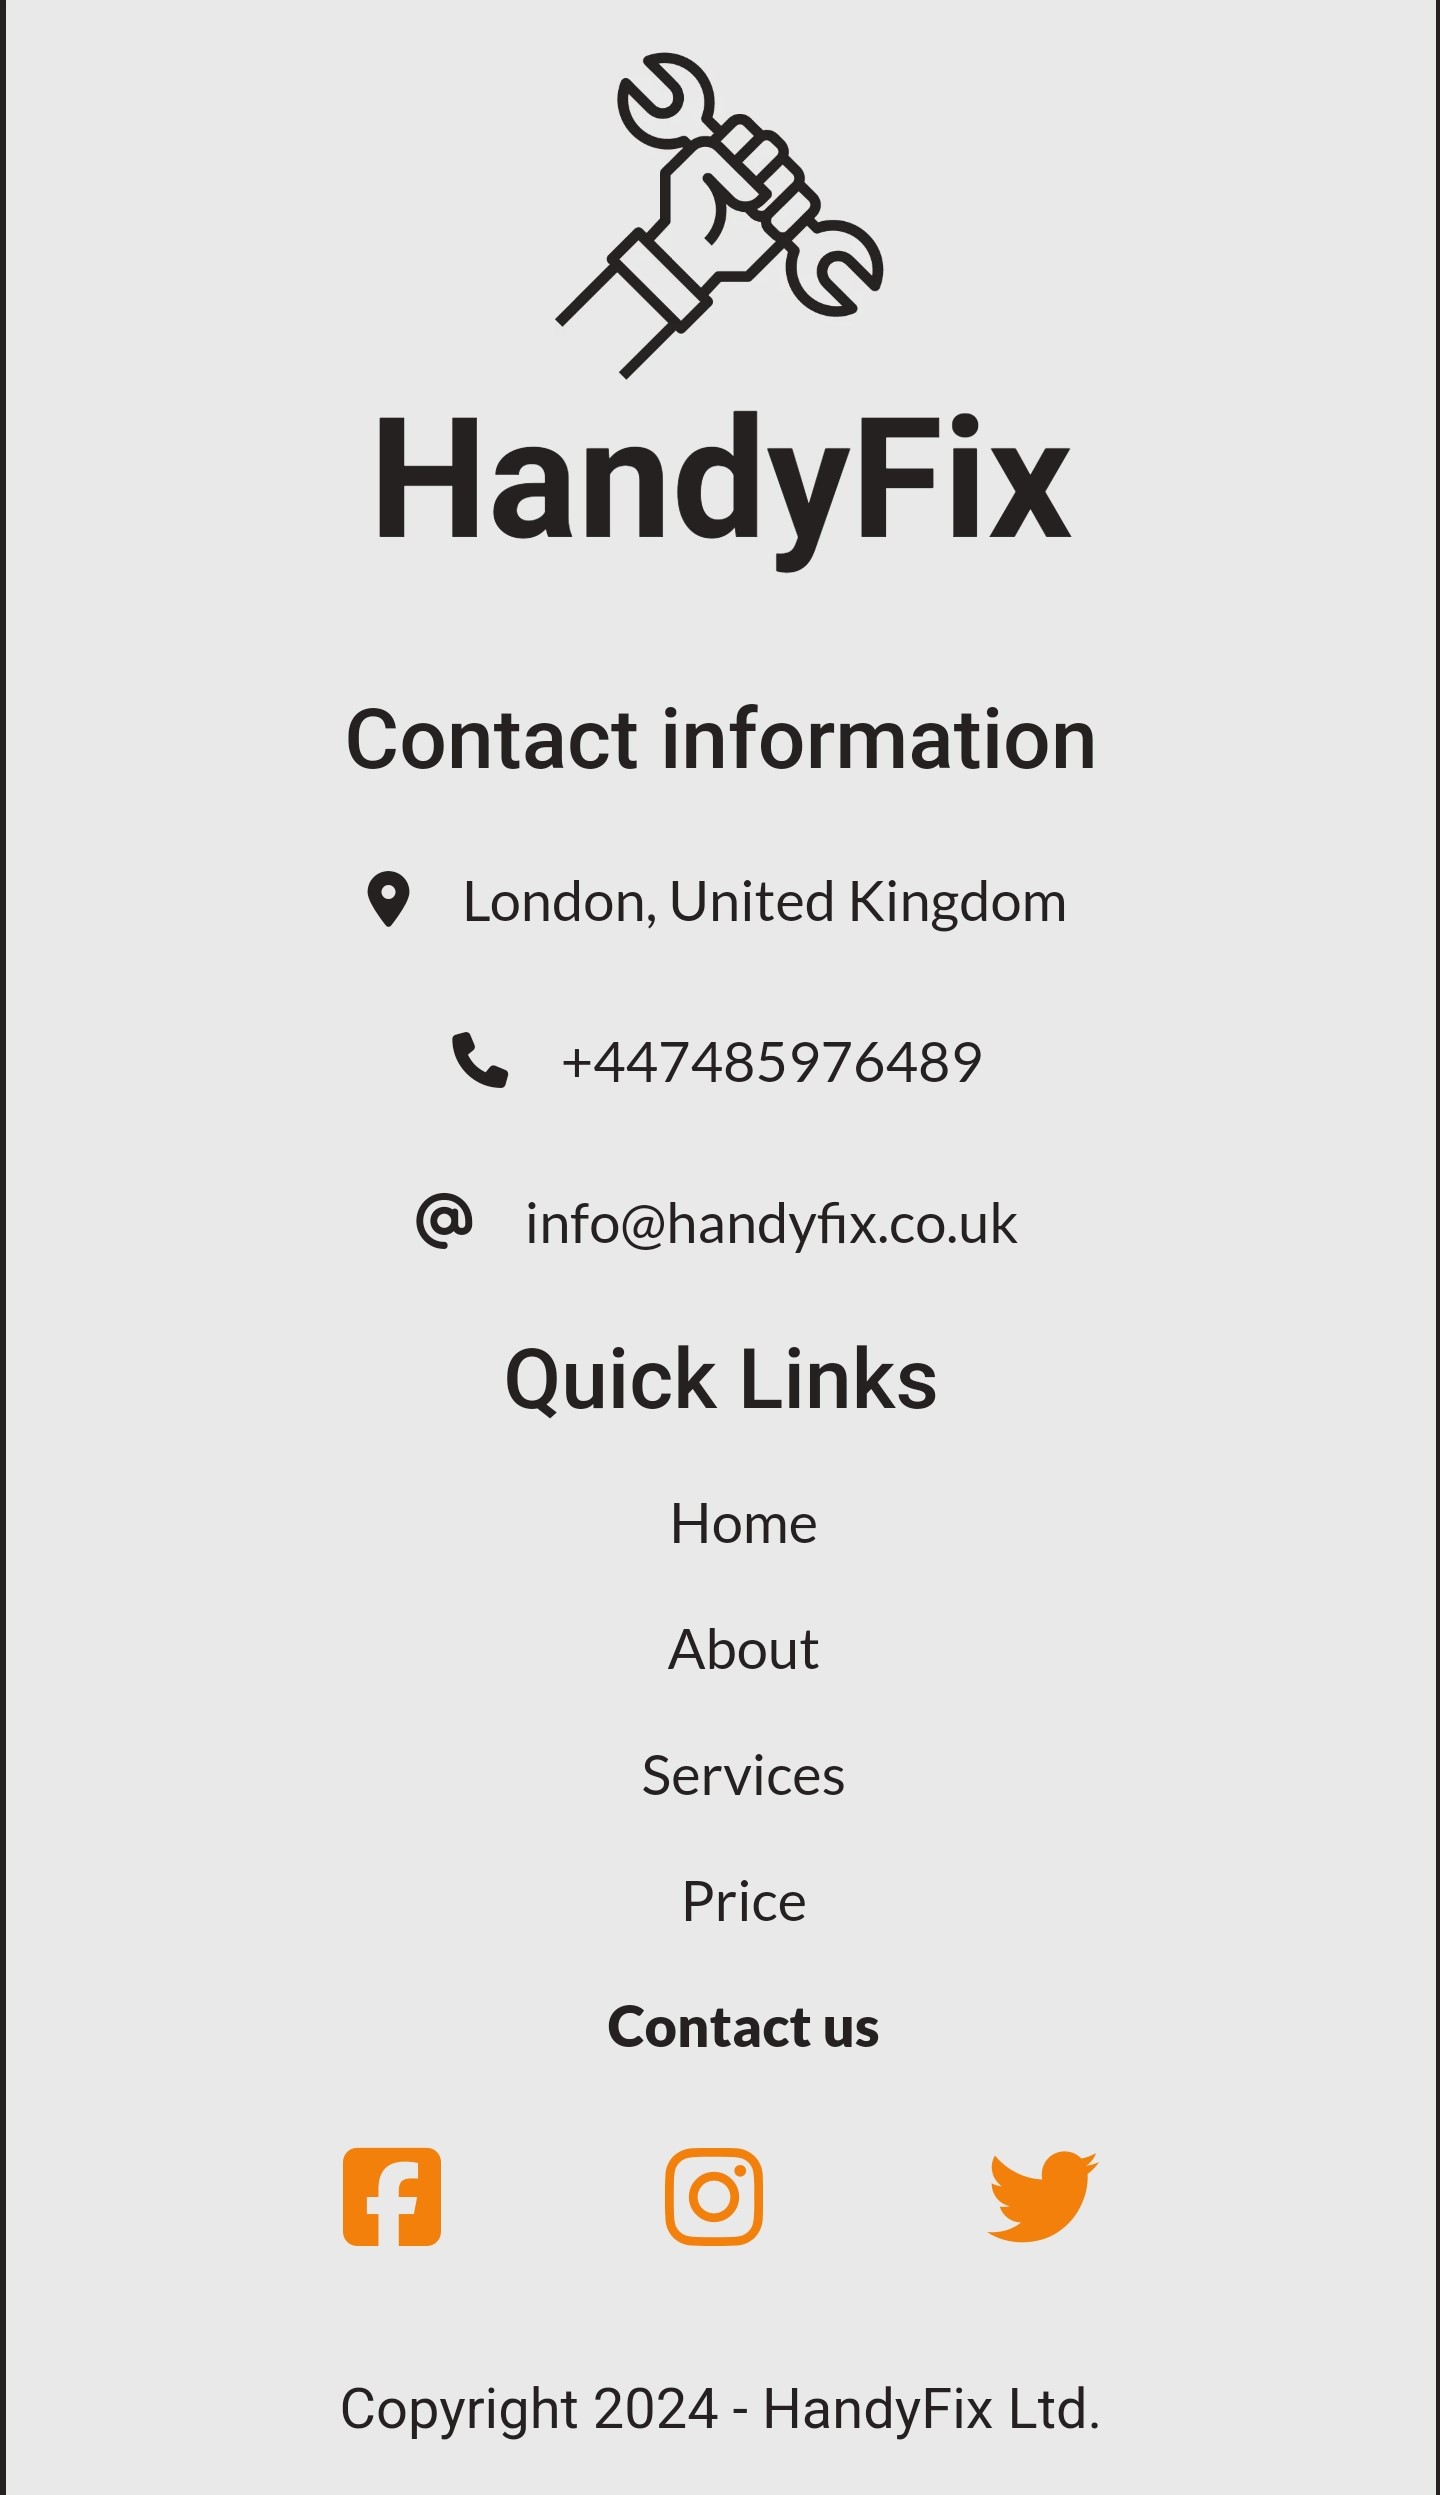 HandyFix
Contact information
London, United Kingdom
+447485976489
info@handyfix.co.uk
Quick Links
Home
About
Services
Price
Contact us
Copyright 2024 - HandyFix Ltd.